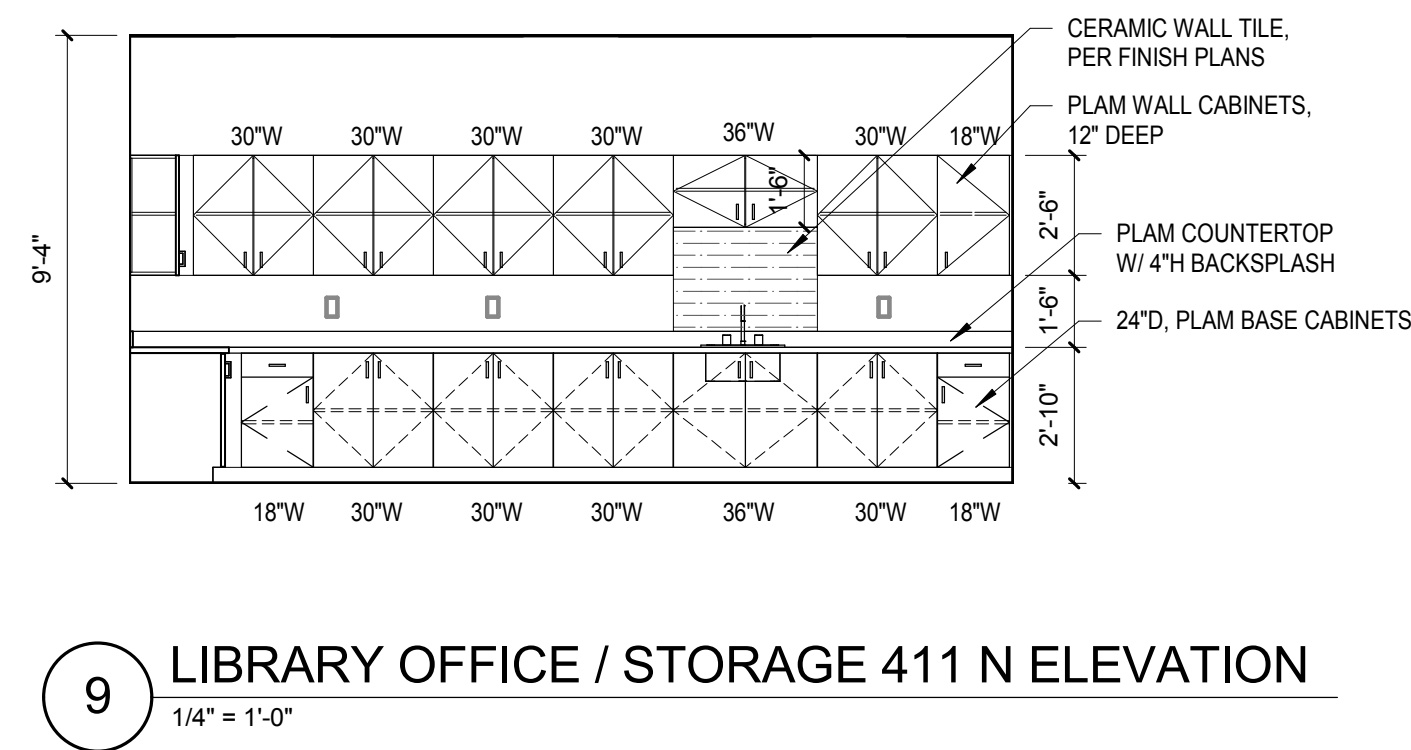 CERAMIC WALL TILE,
PER FINISH PLANS
PLAM WALL CABINETS,
12" DEEP
30"W 30"W 30"W 30"W 36"W 30"W 18"W
1'-6"
9'-4"
2'-6"
PLAM COUNTERTOP
W/ 4"H BACKSPLASH
1'-6"
24"D, PLAM BASE CABINETS
2'-10"
18"W 30"W 30"W 30"W 36"W 30"W 18"W
9
LIBRARY OFFICE / STORAGE 411 N ELEVATION
1/4" = 1'-0"